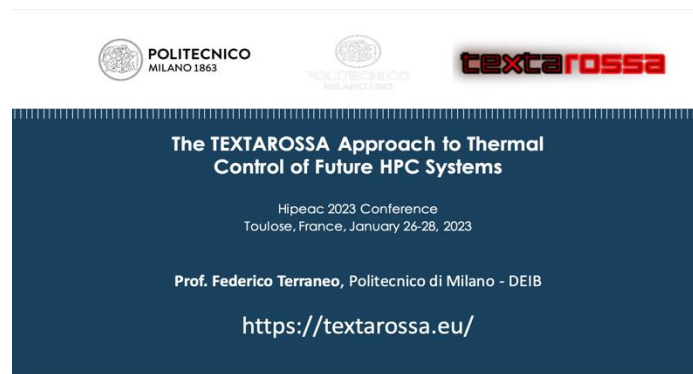 POLITECNICO
MILANO 1863
POLITECNICO
MILANO 1863
textarossa
The TEXTAROSSA Approach to Thermal
Control of Future HPC Systems
Hipeac 2023 Conference
Toulose, France, January 26-28, 2023
Prof. Federico Terraneo, Politecnico di Milano - DEIB
https://textarossa.eu/